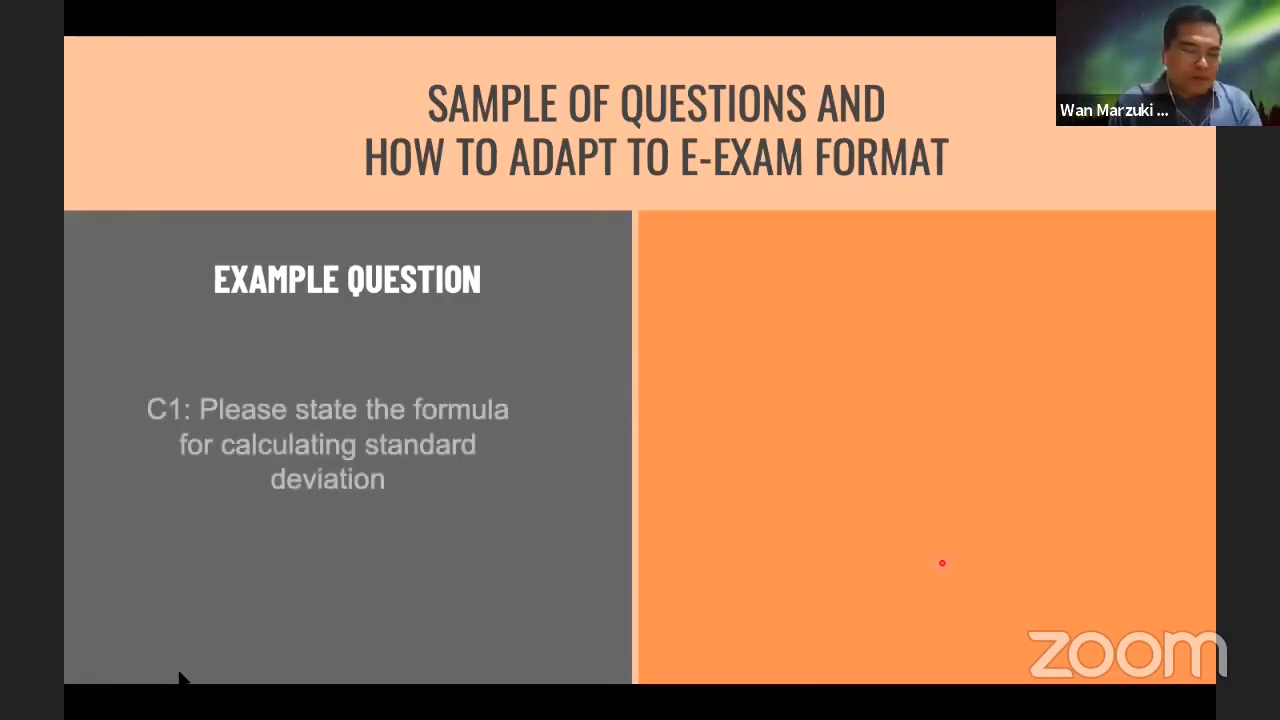 SAMPLE OF QUESTIONS AND
HOW TO ADAPT TO E-EXAM FORMAT
Wan Marzuki ...
EXAMPLE QUESTION
C1: Please state the formula
for calculating standard
deviation
zoom